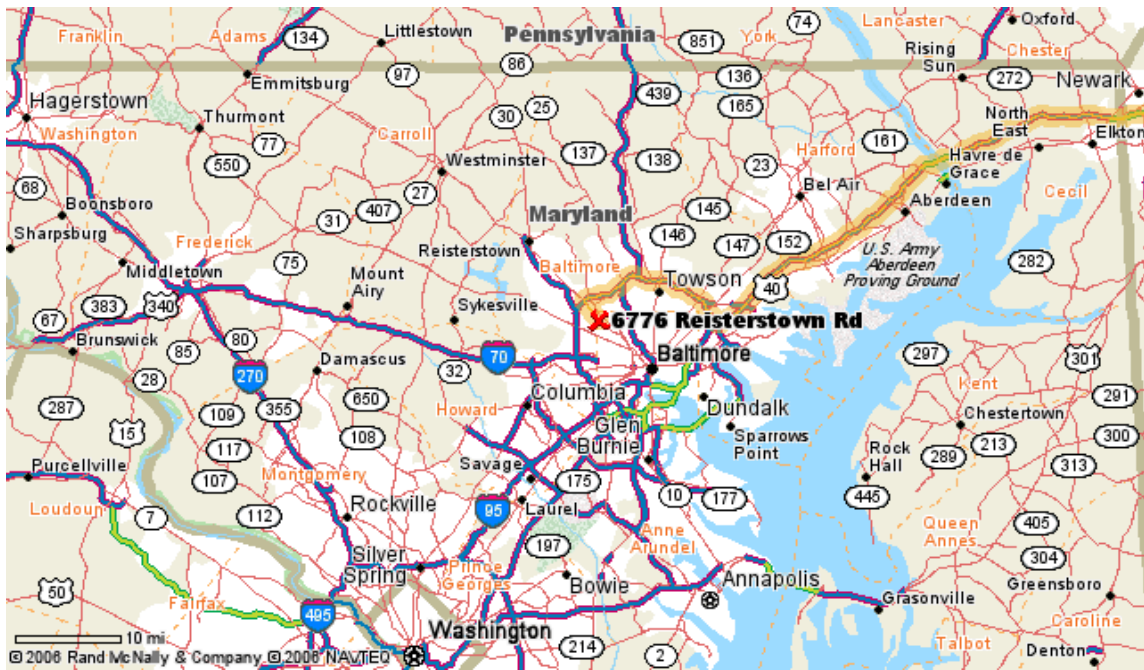 Franklin
Adams
134
Littlestown
Pennsylvania
74
Lancaster
Oxford
851
York
Rising
Sun
Chester
97
86
136
272
Newark
Emmitsburg
439
165
Hagerstown
Washington
Thurmont
30
25
North
East
Elkton
77
Carroll
137
138
23
Harford
161
Havre de
Grace
550
Westminster
68
27
Bel Air
Cecil
Boonsboro
407
31
Maryland
145
Aberdeen
Sharpsburg
Frederick
Reisterstown
146
147
152
U.S. Army
Aberdeen
Proving Ground
282
Middletown
75
Baltimore
Towson
40
383
340
Mount
Airy
Sykesville
67
6776 Reisterstown Rd
Brunswick
85
80
Damascus
32
70
Baltimore
297
301
28
270
Kent
287
109
355
650
Howard
Columbia
Dundalk
291
15
117
108
Glen
Burnie
Sparrows
Point
Chestertown
213
300
Purcellville
107
Montgomery
Savage
175
Rock
Hall
289
313
Loudoun
7
112
Rockville
95
Laurel
10
177
445
Queen
Annes
405
Silver
Spring
197
Anne
Arundel
304
Prince
Georges
Bowie
Annapolis
Greensboro
50
Fairfax
495
2
Grasonville
Caroline
10 mi
Washington
214
Talbot
Denton
© 2006 Rand McNally & Company © 2006 NAVTEQ